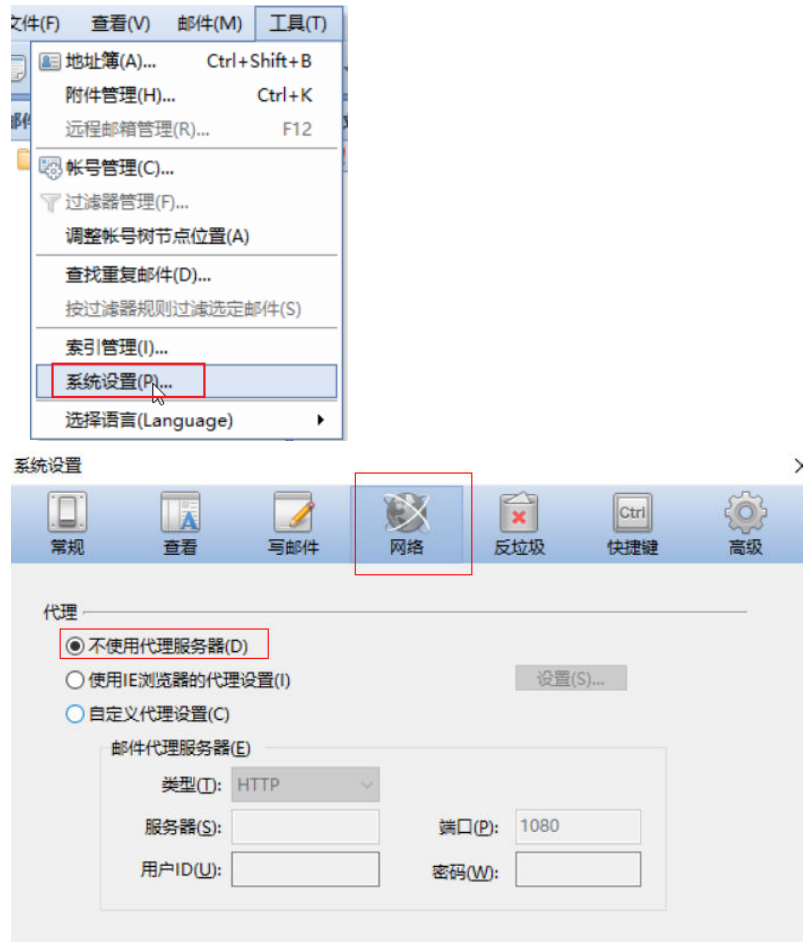 文件(F) 查看(V) 邮件(M) 工具(T)
地址簿(A)... Ctrl+Shift+B
附件管理(H)... Ctrl+K
远程邮箱管理(R)... F12
帐号管理(C)...
过滤器管理(F)...
调整帐号树节点位置(A)
查找重复邮件(D)...
按过滤器规则过滤选定邮件(S)
索引管理(I)...
系统设置(P)...
选择语言(Language)
系统设置
常规 查看 写邮件 网络 反垃圾 Ctrl 快捷键 高级
代理
不使用代理服务器(D)
使用IE浏览器的代理设置(I) 设置(S)...
自定义代理设置(C)
邮件代理服务器(E)
类型(T): HTTP
服务器(S): 端口(P): 1080
用户ID(U): 密码(W):